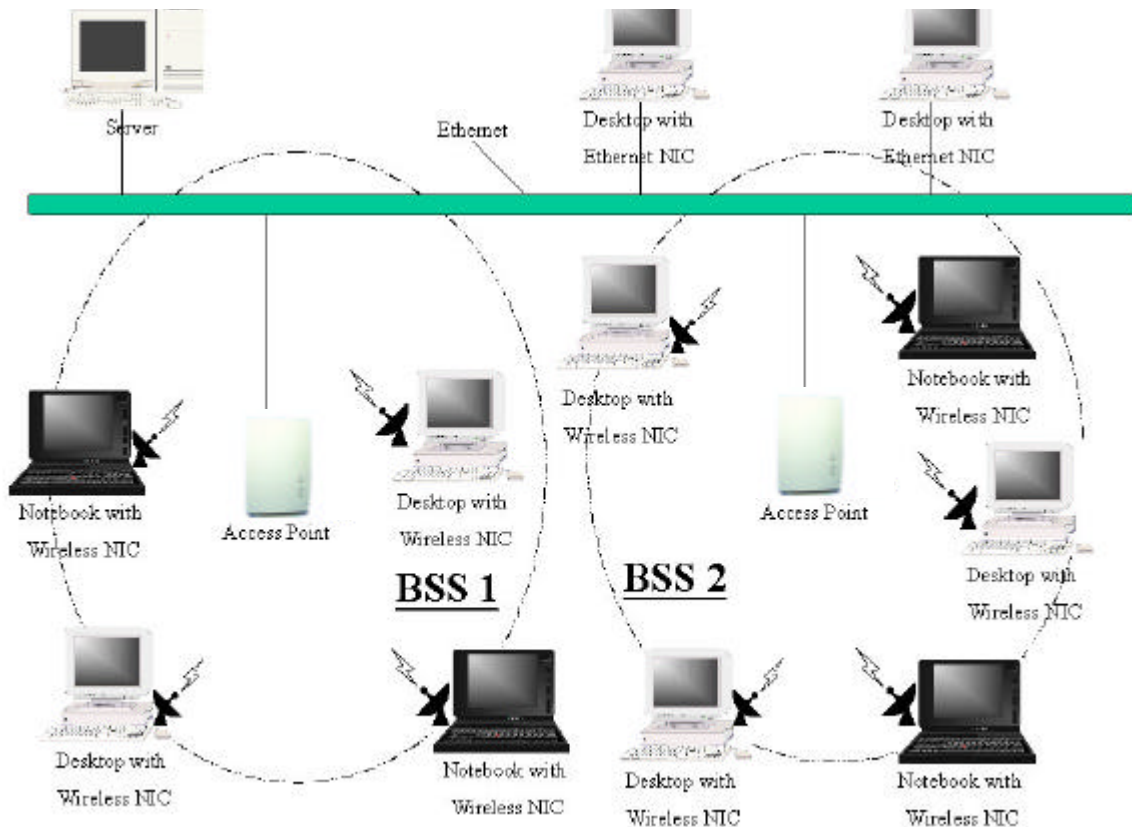 Server
Ethernet
Desktop with
Ethernet NIC
Desktop with
Ethernet NIC
Desktop with
Wireless NIC
Notebook with
Wireless NIC
Notebook with
Wireless NIC
Access Point
Desktop with
Wireless NIC
Access Point
Desktop with
Wireless NIC
BSS 1
BSS 2
Desktop with
Wireless NIC
Notebook with
Wireless NIC
Desktop with
Wireless NIC
Notebook with
Wireless NIC